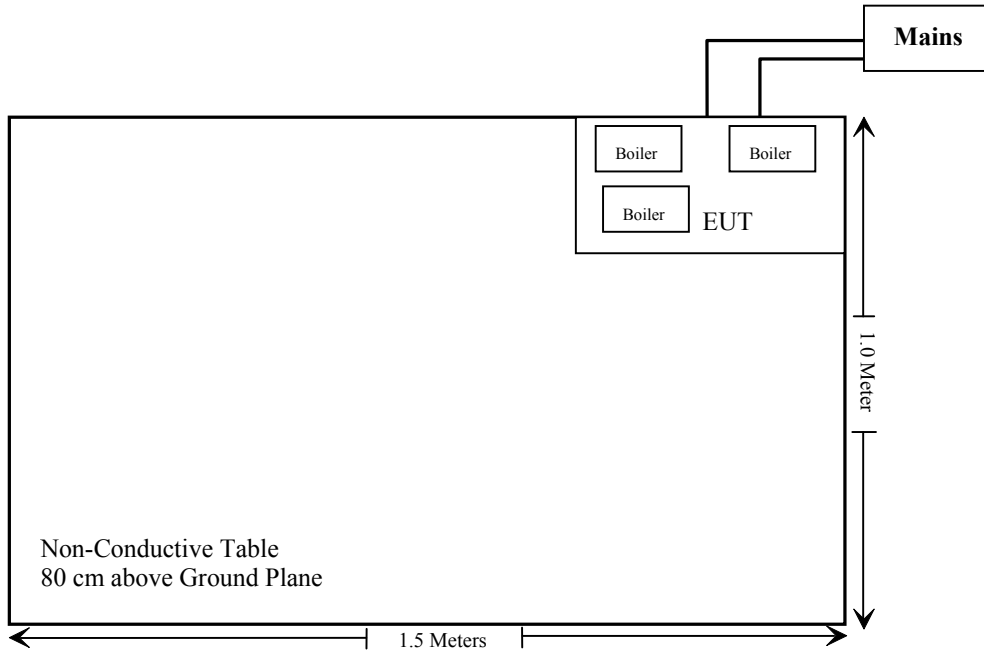 Mains
Boiler
Boiler
Boiler
EUT
1.0 Meter
Non-Conductive Table
80 cm above Ground Plane
1.5 Meters